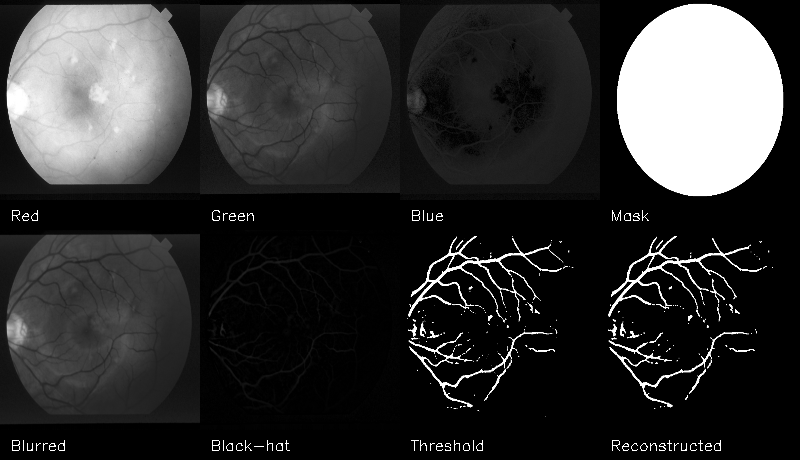 Red
Green
Blue
Mask
Blurred
Black-hat
Threshold
Reconstructed